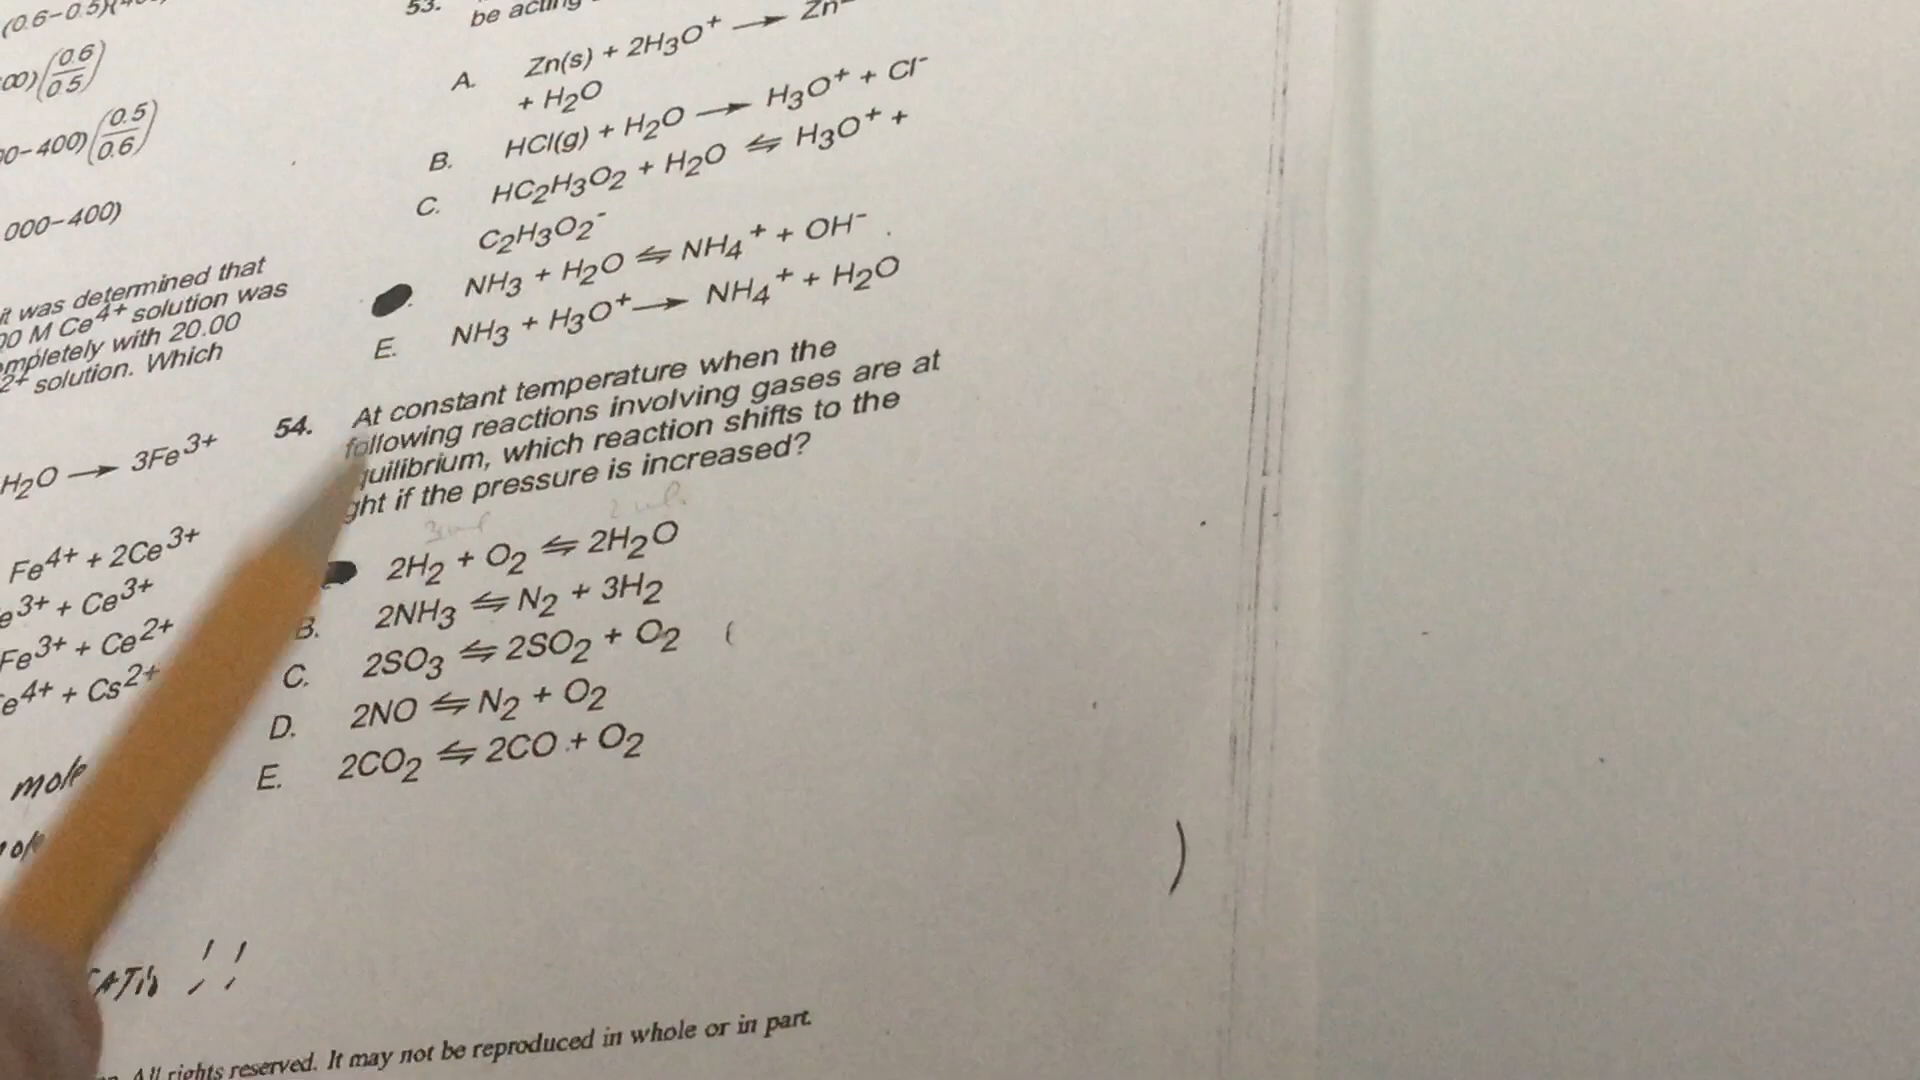 (0.6-0.5)
00)(0.6/0.5)
00-400)(0.5/0.6)
000-400)
it was determined that
00 M Ce⁴⁺ solution was
mpletely with 20.00
2+ solution. Which
H₂O → 3Fe³⁺
Fe⁴⁺ + 2Ce³⁺
e³⁺ + Ce³⁺
Fe³⁺ + Ce²⁺
e⁴⁺ + Cs²⁺
mole
CATIb !!
53.
be acting
A. Zn(s) + 2H₃O⁺ → Zn
+ H₂O
B. HCl(g) + H₂O → H₃O⁺ + Cl⁻
C. HC₂H₃O₂ + H₂O ⇋ H₃O⁺ +
C₂H₃O₂⁻
NH₃ + H₂O ⇋ NH₄⁺ + OH⁻
E. NH₃ + H₃O⁺ → NH₄⁺ + H₂O
54. At constant temperature when the
following reactions involving gases are at
quilibrium, which reaction shifts to the
ght if the pressure is increased?
2H₂ + O₂ ⇋ 2H₂O
B. 2NH₃ ⇋ N₂ + 3H₂
C. 2SO₃ ⇋ 2SO₂ + O₂
D. 2NO ⇋ N₂ + O₂
E. 2CO₂ ⇋ 2CO + O₂
All rights reserved. It may not be reproduced in whole or in part.